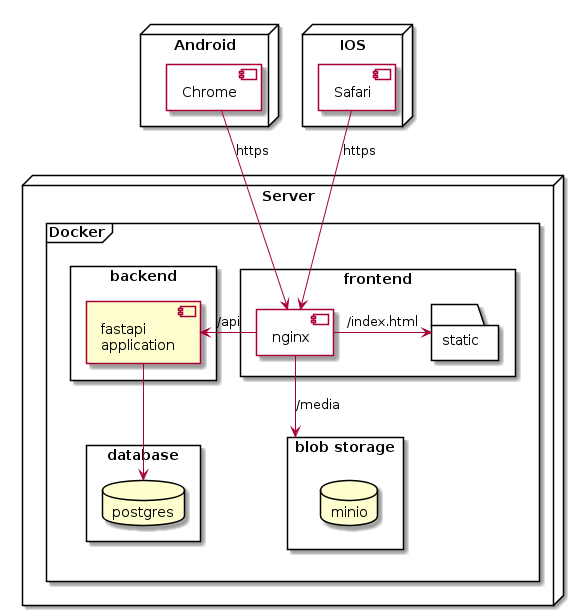 Android
IOS
Chrome
Safari
https
https
Server
Docker
backend
frontend
fastapi
application
/api
nginx
/index.html
static
/media
database
blob storage
postgres
minio